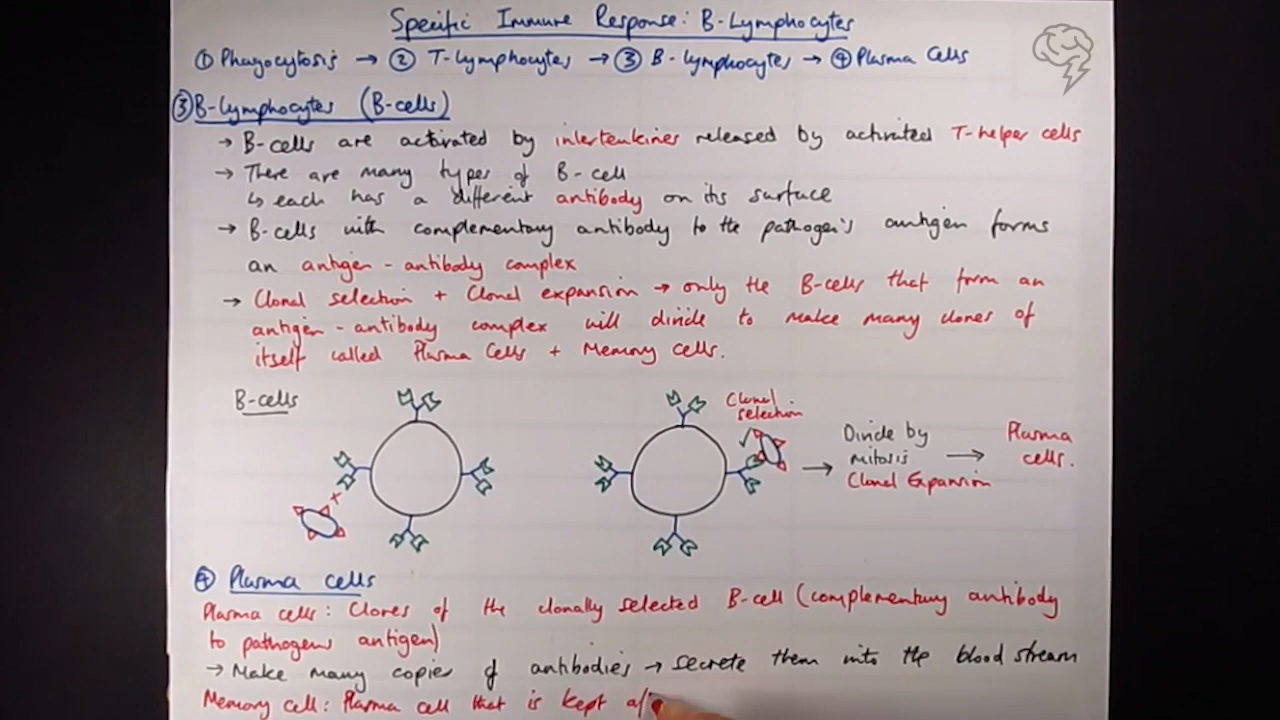 Specific Immune Response: B-Lymphocytes
① Phagocytosis → ② T-Lymphocytes → ③ B-lymphocytes → ④ Plasma Cells
③ B-Lymphocytes (B-cells)
→ B-cells are activated by interleukines released by activated T-helper cells
→ There are many types of B-cell
↳ each has a different antibody on its surface
→ B-cells with complementary antibody to the pathogen's antigen forms
an antigen-antibody complex
→ Clonal selection + Clonal expansion → only the B-cells that form an
antigen-antibody complex will divide to make many clones of
itself called Plasma Cells + Memory cells.
B-cells
Clonal
selection
Divide by
mitosis
Clonal Expansion
Plasma
cells.
④ Plasma cells
Plasma cells: Clones of the clonally selected B-cell (complementary antibody
to pathogens antigen)
→ Make many copies of antibodies → secrete them into the blood stream
Memory cell: Plasma cell that is kept